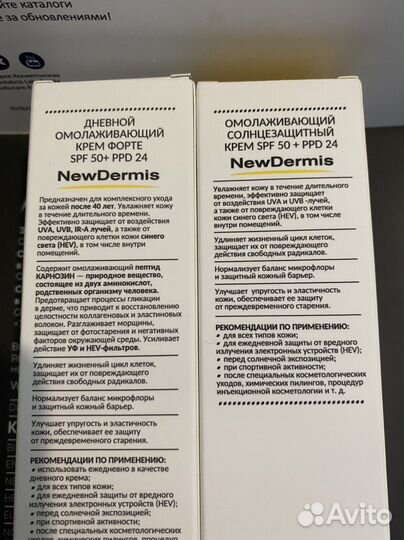 йте каталоги
е за обновлениями!
ДНЕВНОЙ
ОМОЛАЖИВАЮЩИЙ
КРЕМ ФОРТЕ
SPF 50+ PPD 24
NewDermis
Предназначен для комплексного ухода
за кожей после 40 лет. Увлажняет кожу
в течение длительного времени.
Эффективно защищает от воздействия
UVA, UVB, IR-A лучей, а также от
повреждающего клетки кожи синего
света (HEV), в том числе внутри
помещений.
Содержит омолаживающий пептид
КАРНОЗИН — природное вещество,
состоящее из двух аминокислот,
родственных организму человека.
Предотвращает процессы гликации
в дерме, что приводит к восстановлению
целостности коллагеновых и эластиновых
волокон. Разглаживает морщины,
защищает от фотостарения и негативных
факторов окружающей среды. Усиливает
действие УФ и HEV-фильтров.
Удлиняет жизненный цикл клеток,
защищает их от повреждающего
действия свободных радикалов.
Нормализует баланс микрофлоры
и защитный кожный барьер.
Улучшает упругость и эластичность
кожи, обеспечивает ее защиту
от преждевременного старения.
РЕКОМЕНДАЦИИ ПО ПРИМЕНЕНИЮ:
• использовать ежедневно в качестве
дневного крема;
• для всех типов кожи;
• для ежедневной защиты от вредного
излучения электронных устройств (HEV);
• перед солнечной экспозицией;
• при спортивной активности;
• после специальных косметологических
уходов, химических пилингов, процедур
ОМОЛАЖИВАЮЩИЙ
СОЛНЦЕЗАЩИТНЫЙ
КРЕМ SPF 50 + PPD 24
NewDermis
Увлажняет кожу в течение длительного
времени, эффективно защищает
от воздействия UVA и UVB -лучей,
а также от повреждающего клетки
кожи синего света (HEV), в том числе
внутри помещений.
Удлиняет жизненный цикл клеток,
защищает их от повреждающего
действия свободных радикалов.
Нормализует баланс микрофлоры
и защитный кожный барьер.
Улучшает упругость и эластичность
кожи, обеспечивает ее защиту
от преждевременного старения.
РЕКОМЕНДАЦИИ ПО ПРИМЕНЕНИЮ:
• для всех типов кожи;
• для ежедневной защиты от вредного
излучения электронных устройств (HEV);
• перед солнечной экспозицией;
• при спортивной активности;
• после специальных косметологических
уходов, химических пилингов, процедур
инъекционной косметологии и т. д.
Avito